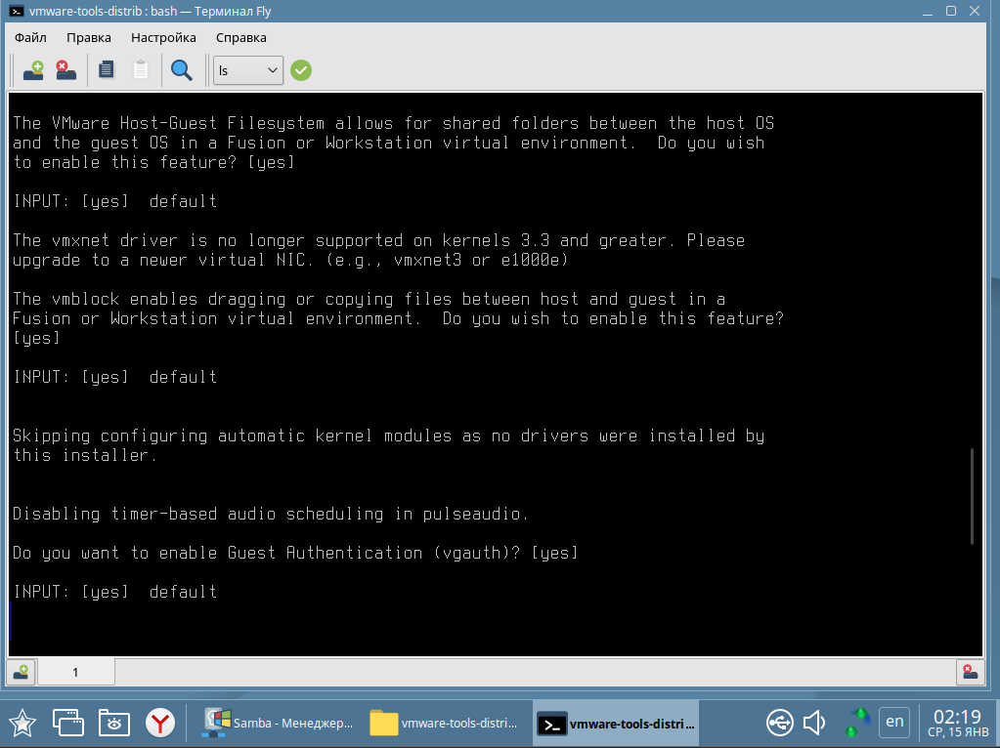 vmware-tools-distrib : bash — Терминал Fly
Файл Правка Настройка Справка
ls
The VMware Host-Guest Filesystem allows for shared folders between the host OS
and the guest OS in a Fusion or Workstation virtual environment.  Do you wish
to enable this feature? [yes]
INPUT: [yes]  default
The vmxnet driver is no longer supported on kernels 3.3 and greater. Please
upgrade to a newer virtual NIC. (e.g., vmxnet3 or e1000e)
The vmblock enables dragging or copying files between host and guest in a
Fusion or Workstation virtual environment.  Do you wish to enable this feature?
[yes]
INPUT: [yes]  default
Skipping configuring automatic kernel modules as no drivers were installed by
this installer.
Disabling timer-based audio scheduling in pulseaudio.
Do you want to enable Guest Authentication (vgauth)? [yes]
INPUT: [yes]  default
1
Samba - Менеджер... vmware-tools-distri... vmware-tools-distri... en 02:19
СР, 15 ЯНВ